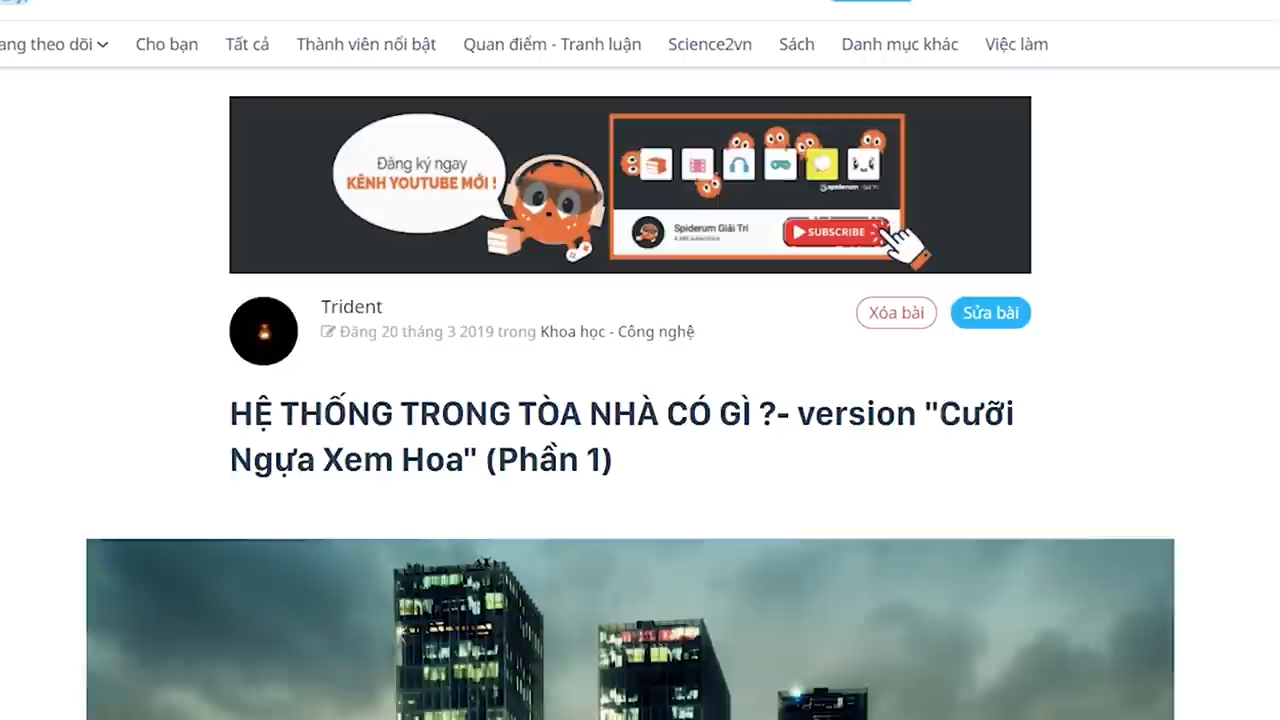 ang theo dõi
Cho bạn
Tất cả
Thành viên nổi bật
Quan điểm - Tranh luận
Science2vn
Sách
Danh mục khác
Việc làm
Đăng ký ngay
KÊNH YOUTUBE MỚI !
spiderum
Spiderum Giải Trí
SUBSCRIBE
Trident
Đăng 20 tháng 3 2019 trong Khoa học - Công nghệ
Xóa bài
Sửa bài
HỆ THỐNG TRONG TÒA NHÀ CÓ GÌ ?- version "Cưỡi
Ngựa Xem Hoa" (Phần 1)